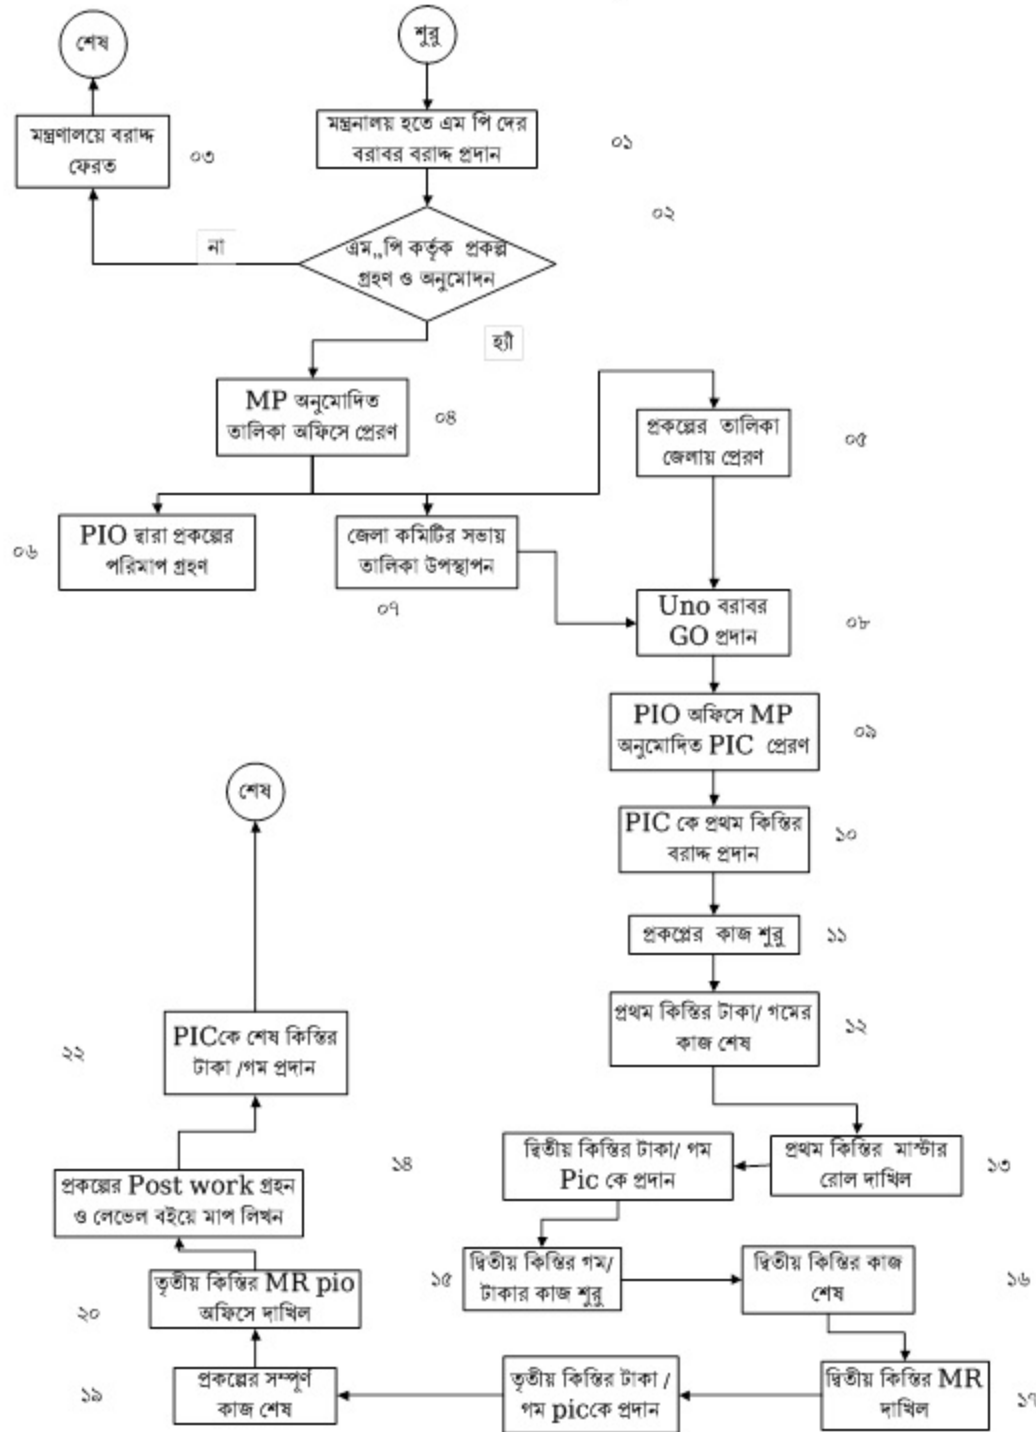 শেষ
শুরু
মন্ত্রনালয় হতে এম পি দের
বরাবর বরাদ্দ প্রদান
০১
মন্ত্রণালয়ে বরাদ্দ
ফেরত
০৩
০২
এম,,পি কর্তৃক প্রকল্প
গ্রহণ ও অনুমোদন
না
হ্যাঁ
MP অনুমোদিত
তালিকা অফিসে প্রেরণ
০৪
প্রকল্পের তালিকা
জেলায় প্রেরণ
০৫
০৬
PIO দ্বারা প্রকল্পের
পরিমাপ গ্রহণ
জেলা কমিটির সভায়
তালিকা উপস্থাপন
০৭
Uno বরাবর
GO প্রদান
০৮
PIO অফিসে MP
অনুমোদিত PIC প্রেরণ
০৯
শেষ
PIC কে প্রথম কিস্তির
বরাদ্দ প্রদান
১০
প্রকপ্লের কাজ শুরু
১১
প্রথম কিস্তির টাকা/ গমের
কাজ শেষ
১২
২২
PICকে শেষ কিস্তির
টাকা /গম প্রদান
প্রথম কিস্তির মাস্টার
রোল দাখিল
১৩
দ্বিতীয় কিস্তির টাকা/ গম
Pic কে প্রদান
১৪
প্রকল্পের Post work গ্রহন
ও লেভেল বইয়ে মাপ লিখন
১৫
দ্বিতীয় কিস্তির গম/
টাকার কাজ শুরু
দ্বিতীয় কিস্তির কাজ
শেষ
১৬
২০
তৃতীয় কিস্তির MR pio
অফিসে দাখিল
১৯
প্রকল্পের সম্পূর্ণ
কাজ শেষ
তৃতীয় কিস্তির টাকা /
গম picকে প্রদান
দ্বিতীয় কিস্তির MR
দাখিল
১৭